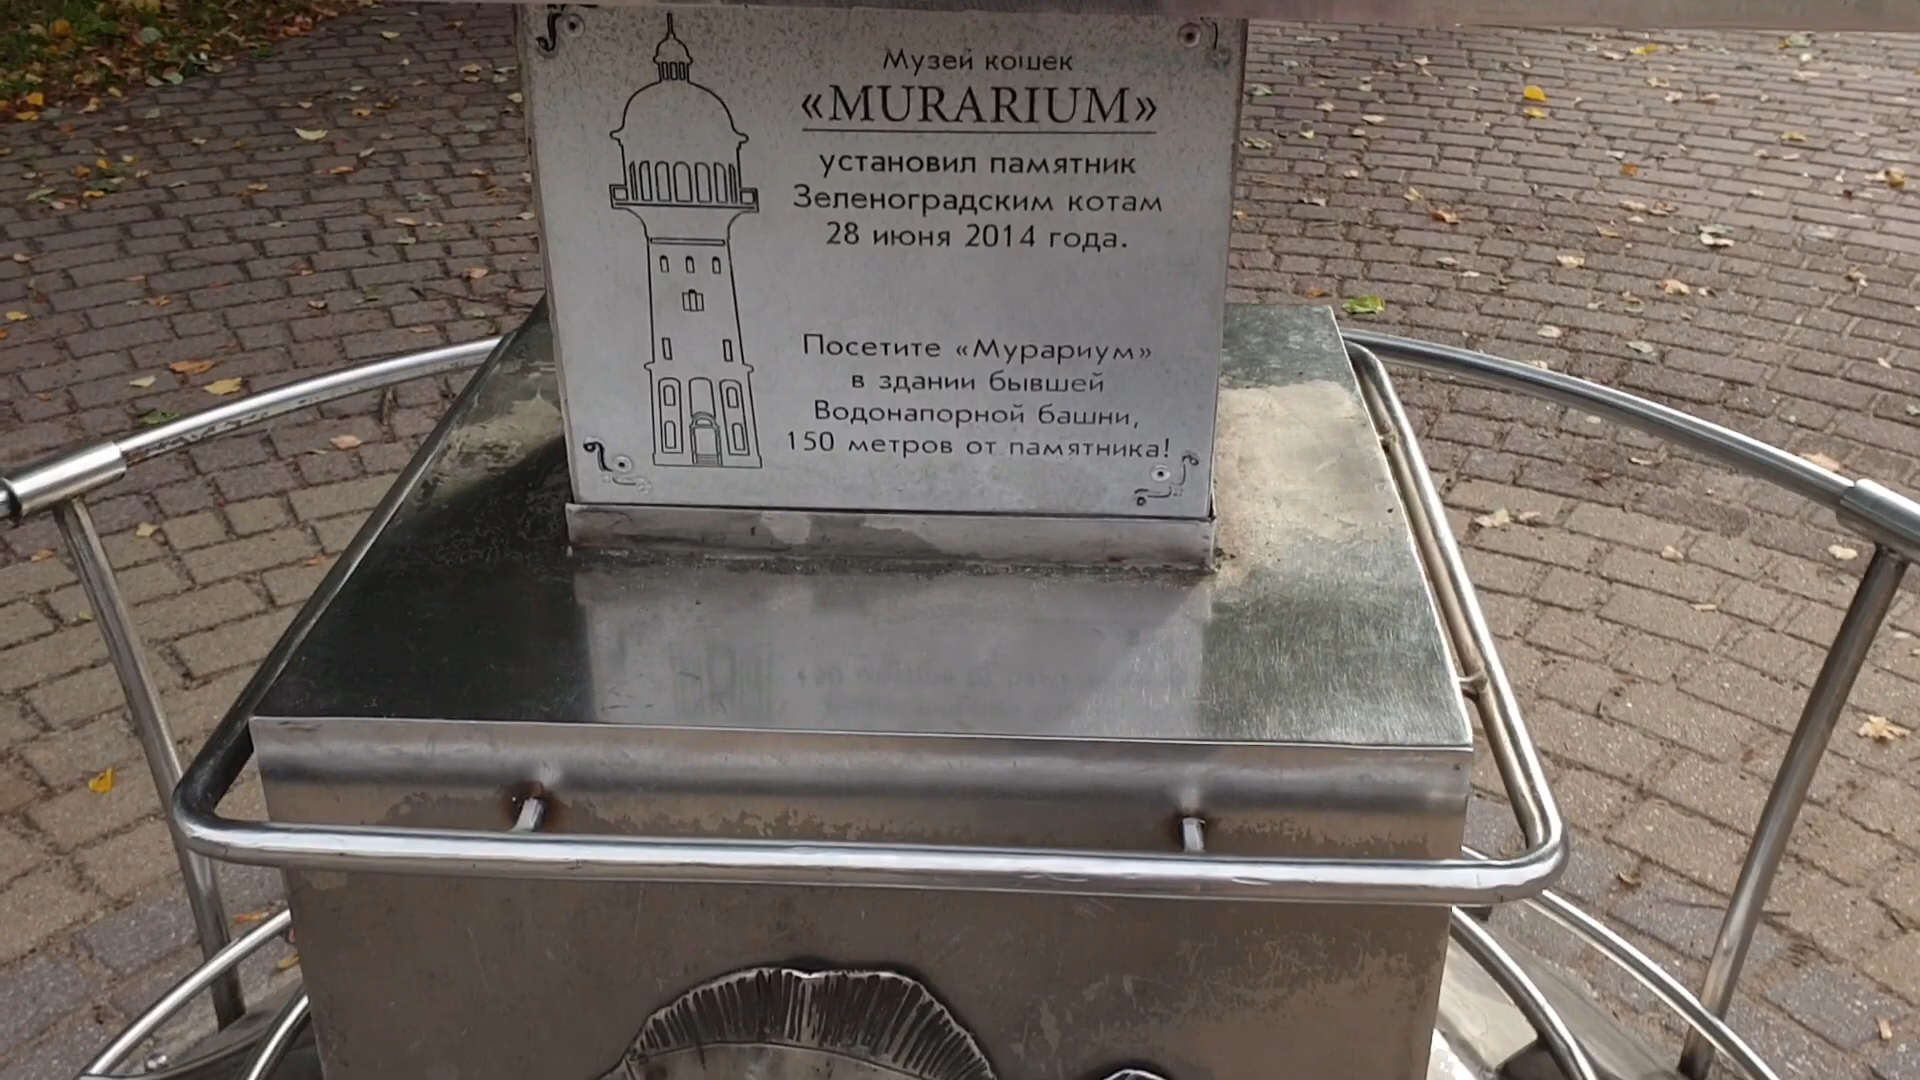 Музей кошек
«MURARIUM»
установил памятник
Зеленоградским котам
28 июня 2014 года.
Посетите «Мурариум»
в здании бывшей
Водонапорной башни,
150 метров от памятника!